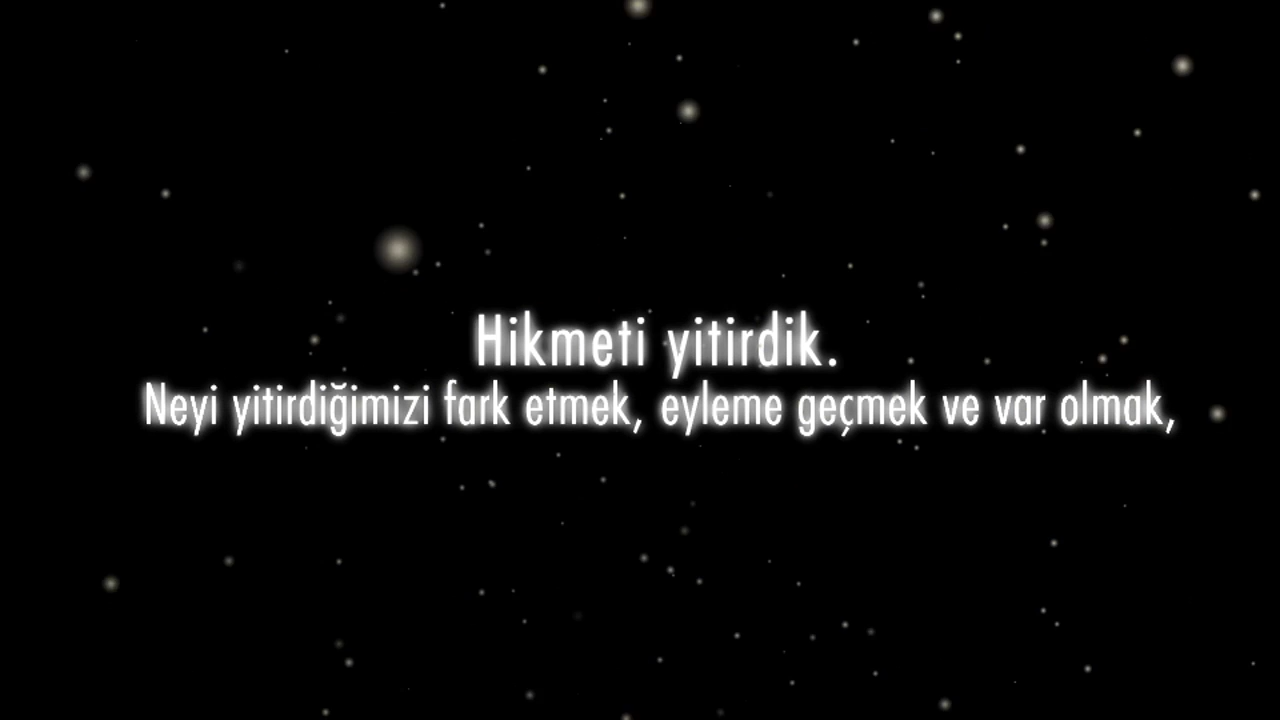 Hikmeti yitirdik.
Neyi yitirdiğimizi fark etmek, eyleme geçmek ve var olmak,